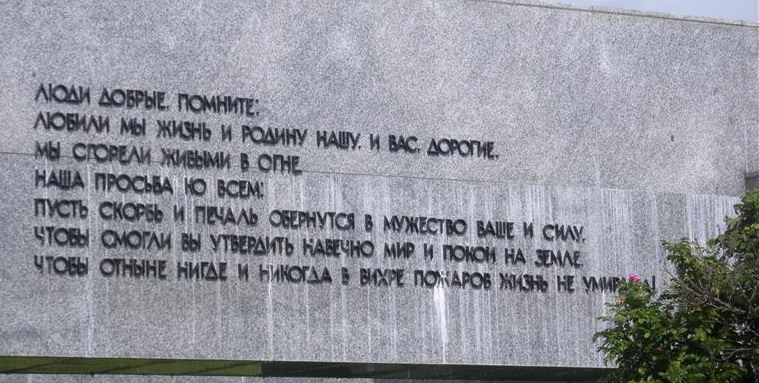 ЛЮДИ ДОБРЫЕ, ПОМНИТЕ:
ЛЮБИЛИ МЫ ЖИЗНЬ И РОДИНУ НАШУ, И ВАС, ДОРОГИЕ.
МЫ СГОРЕЛИ ЖИВЫМИ В ОГНЕ.
НАША ПРОСЬБА КО ВСЕМ:
ПУСТЬ СКОРБЬ И ПЕЧАЛЬ ОБЕРНУТСЯ В МУЖЕСТВО ВАШЕ И СИЛУ,
ЧТОБЫ СМОГЛИ ВЫ УТВЕРДИТЬ НАВЕЧНО МИР И ПОКОЙ НА ЗЕМЛЕ,
ЧТОБЫ ОТНЫНЕ НИГДЕ И НИКОГДА В ВИХРЕ ПОЖАРОВ ЖИЗНЬ НЕ